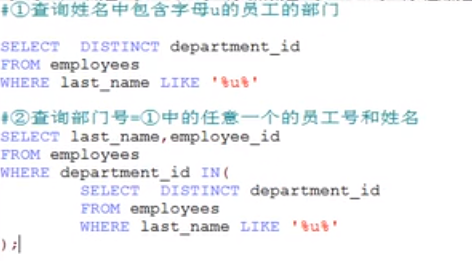 #①查询姓名中包含字母u的员工的部门
SELECT  DISTINCT department_id
FROM employees
WHERE last_name LIKE '%u%'
#②查询部门号=①中的任意一个的员工号和姓名
SELECT last_name,employee_id
FROM employees
WHERE department_id IN(
        SELECT  DISTINCT department_id
        FROM employees
        WHERE last_name LIKE '%u%'
);